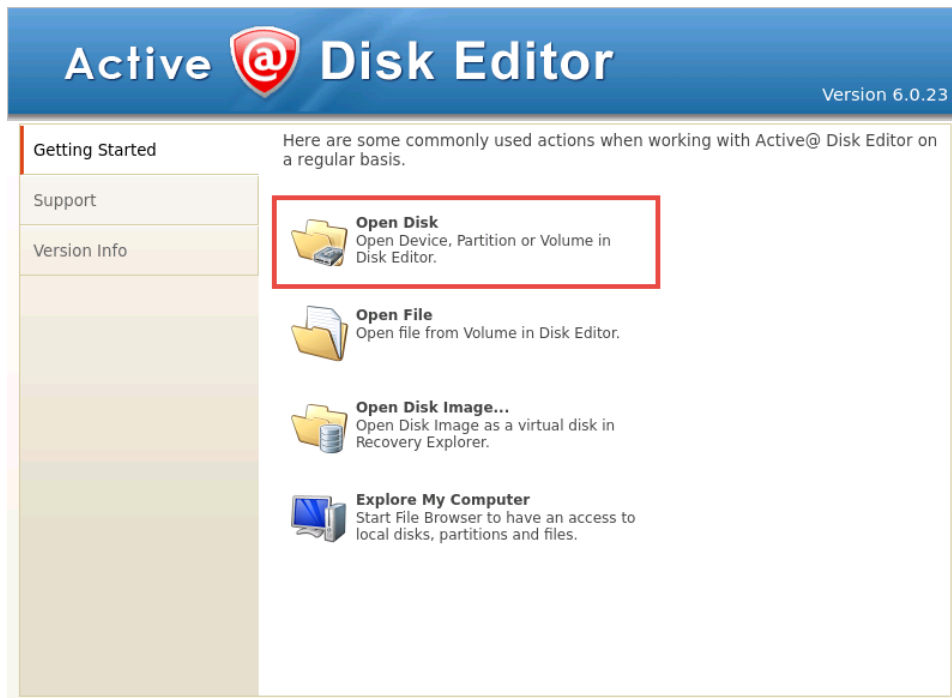 Active @ Disk Editor
Version 6.0.23
Getting Started
Support
Version Info
Here are some commonly used actions when working with Active@ Disk Editor on
a regular basis.
Open Disk
Open Device, Partition or Volume in
Disk Editor.
Open File
Open file from Volume in Disk Editor.
Open Disk Image...
Open Disk Image as a virtual disk in
Recovery Explorer.
Explore My Computer
Start File Browser to have an access to
local disks, partitions and files.